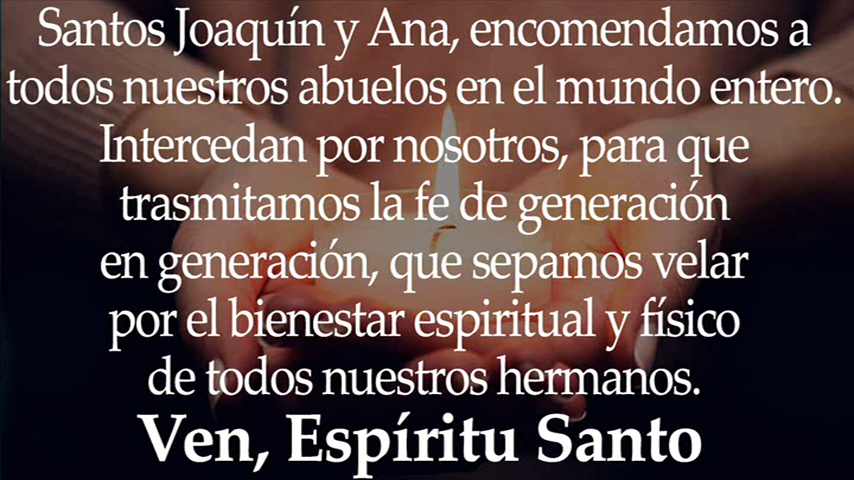 Santos Joaquín y Ana, encomendamos a
todos nuestros abuelos en el mundo entero.
Intercedan por nosotros, para que
trasmitamos la fe de generación
en generación, que sepamos velar
por el bienestar espiritual y físico
de todos nuestros hermanos.
Ven, Espíritu Santo